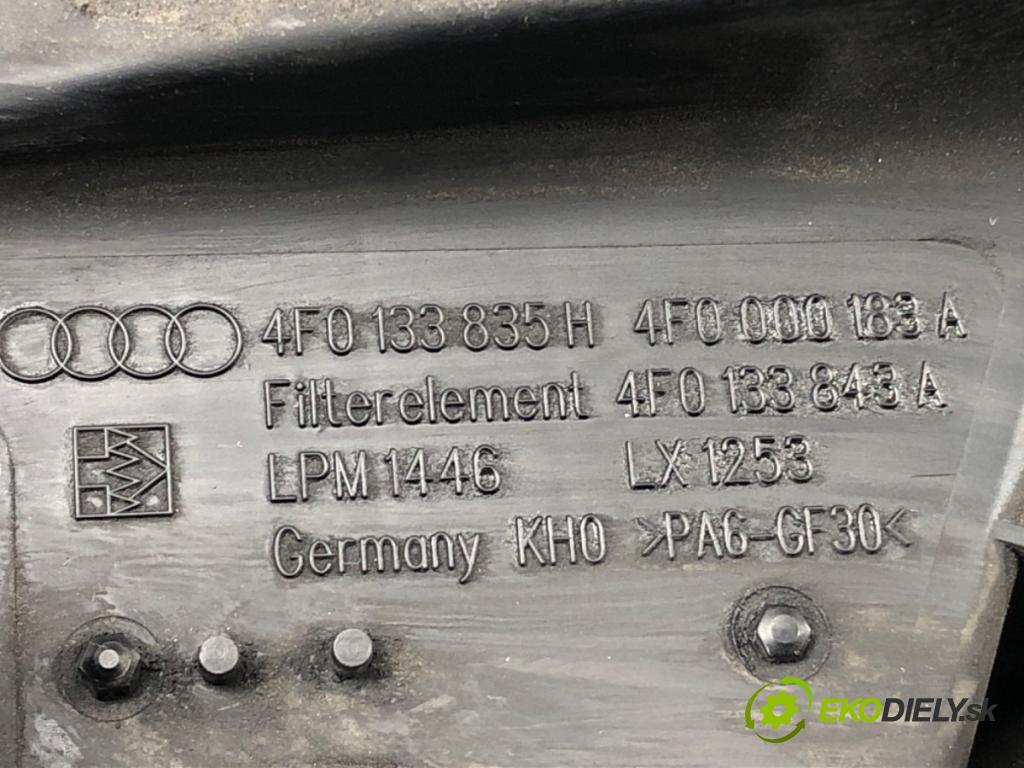 4F0 133 835 H 4F0 000 183 A
Filterelement 4F0 133 843 A
LPM 1446 LX 1253
Germany KHO >PA6-GF30<
EKODIELY.sk